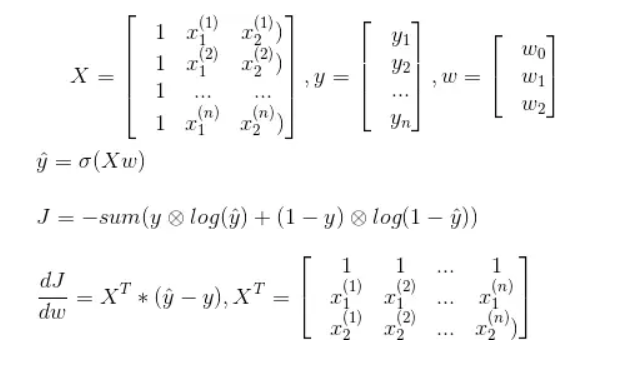 X = [ 1 x_1^{(1)} x_2^{(1)}) ; 1 x_1^{(2)} x_2^{(2)}) ; 1 ... ... ; 1 x_1^{(n)} x_2^{(n)}) ] , y = [ y_1 ; y_2 ; ... ; y_n ] , w = [ w_0 ; w_1 ; w_2 ]
ŷ = σ(Xw)
J = −sum(y ⊗ log(ŷ) + (1 − y) ⊗ log(1 − ŷ))
dJ/dw = X^T * (ŷ − y), X^T = [ 1 1 ... 1 ; x_1^{(1)} x_1^{(2)} ... x_1^{(n)} ; x_2^{(1)} x_2^{(2)} ... x_2^{(n)}) ]